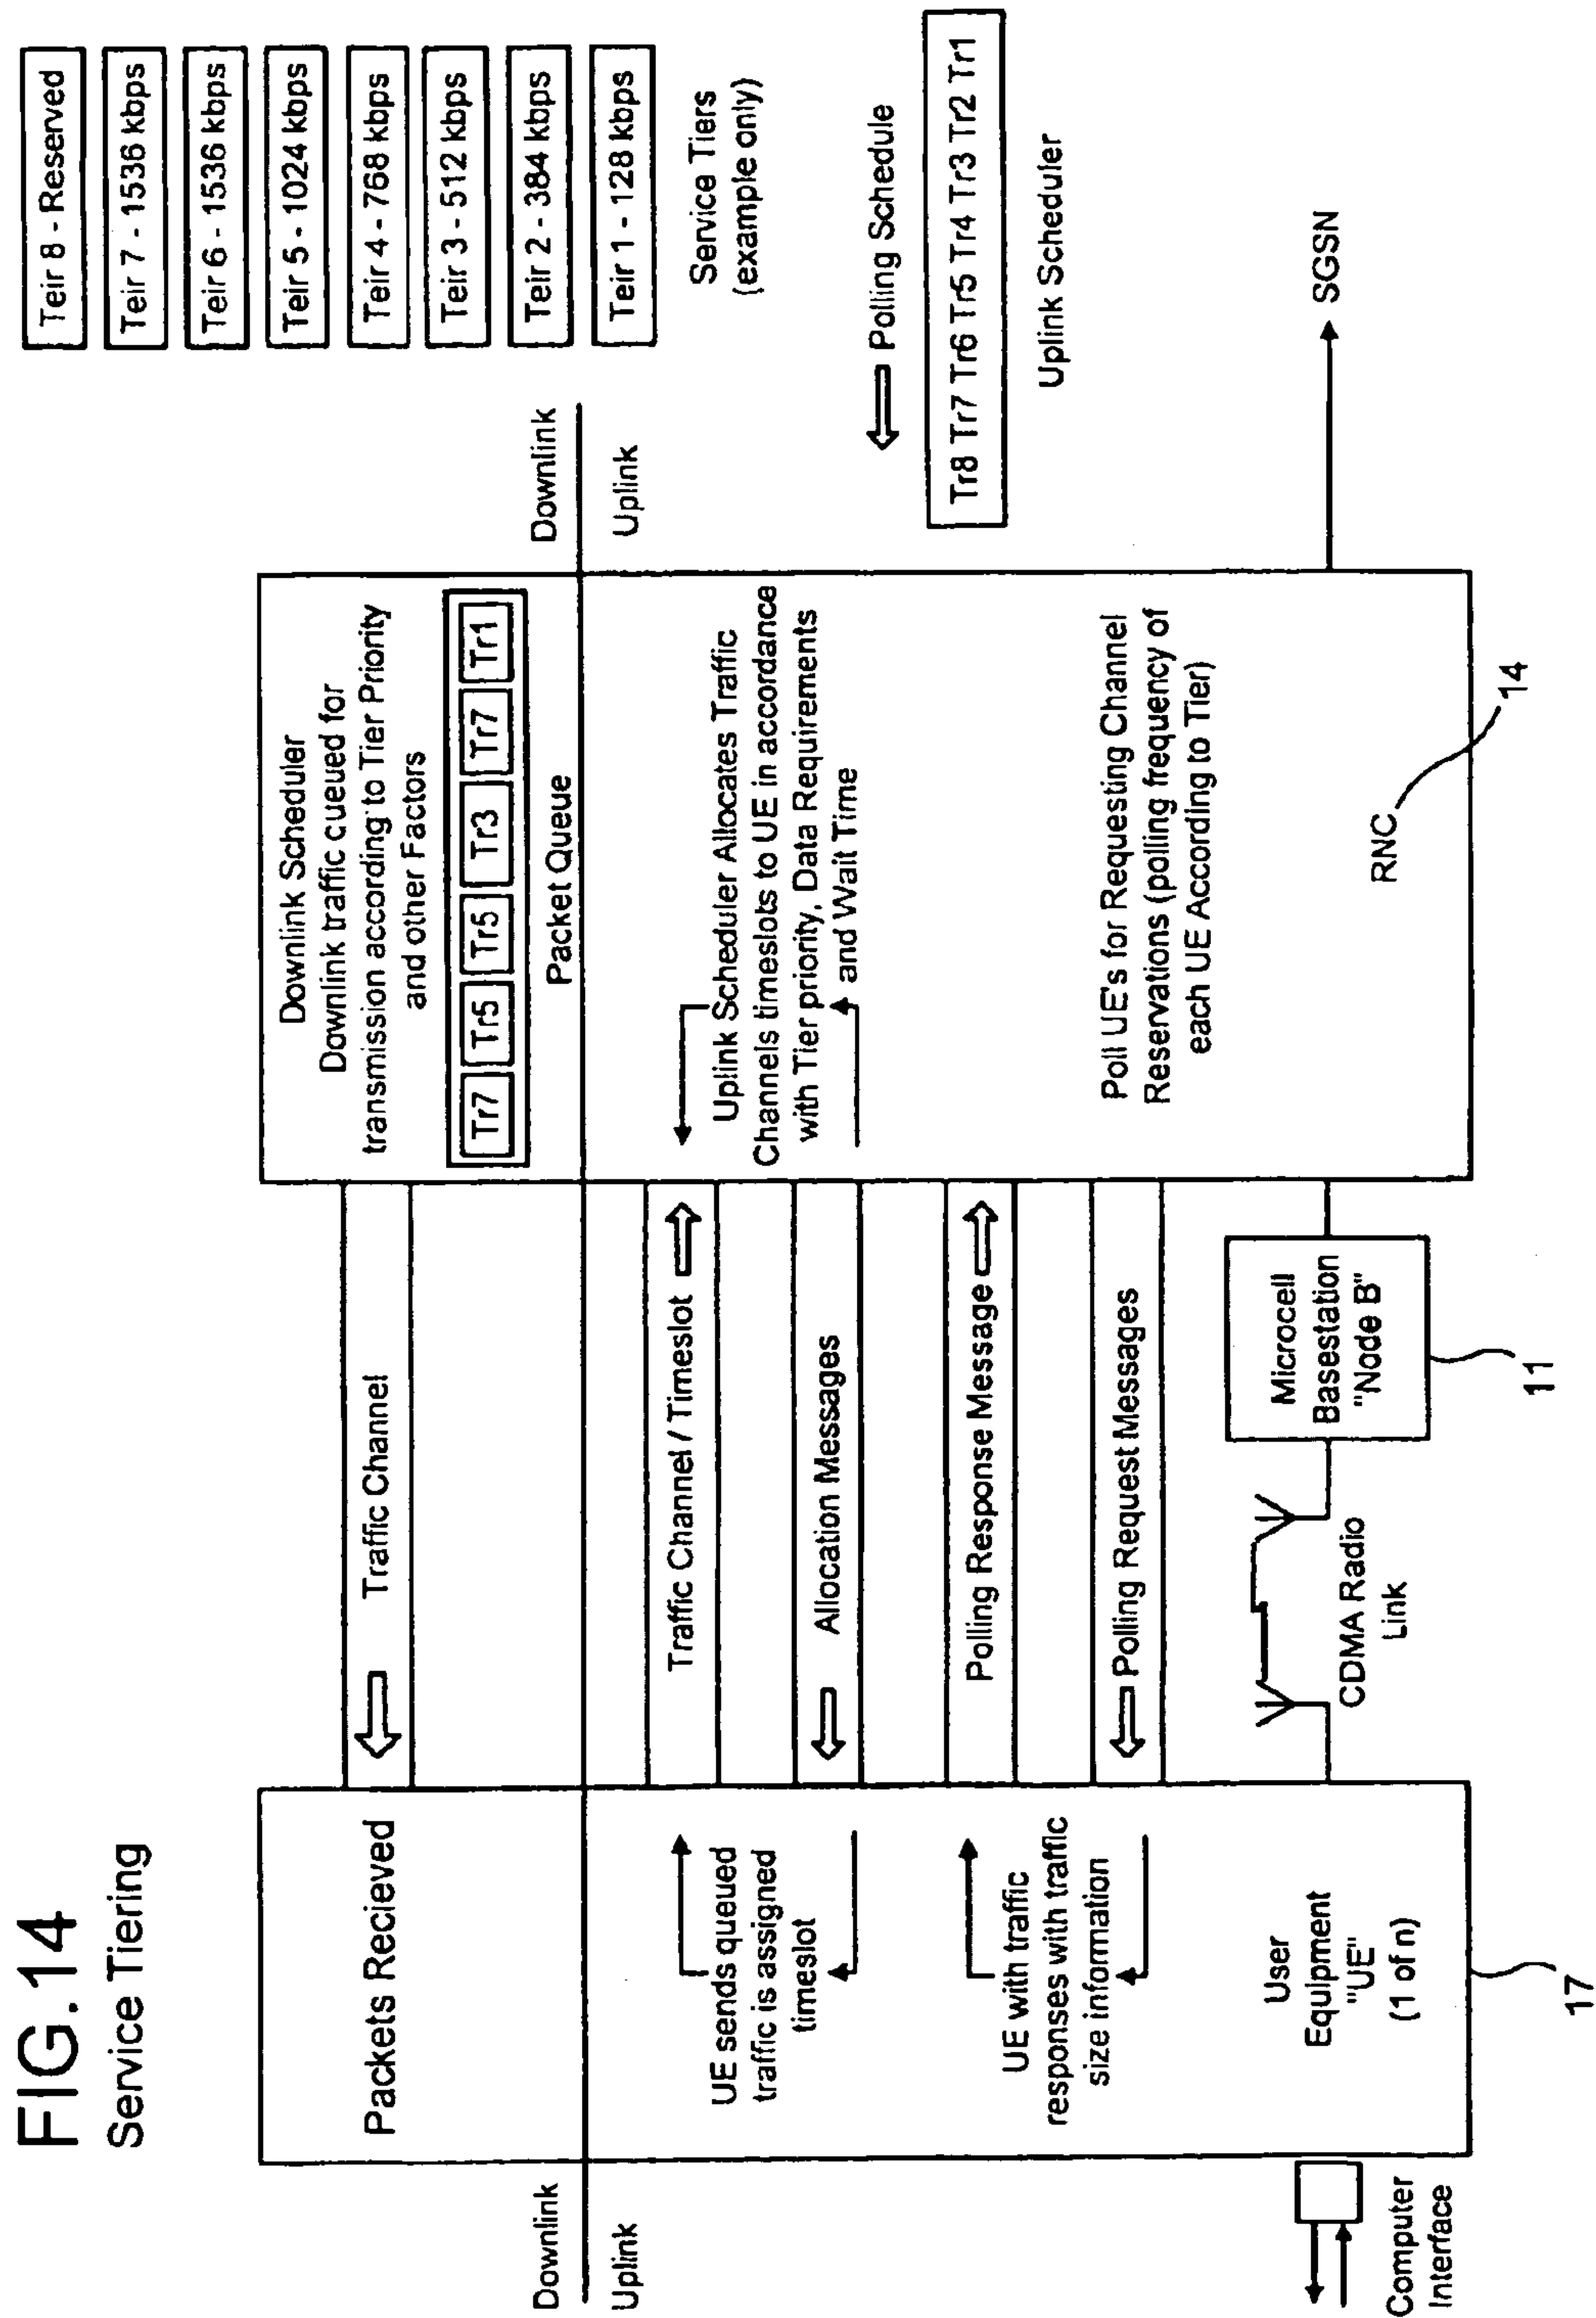 FIG.14
Service Tiering
Teir 8 - Reserved
Teir 7 - 1536 kbps
Teir 6 - 1536 kbps
Teir 5 - 1024 kbps
Teir 4 - 768 kbps
Teir 3 - 512 kbps
Teir 2 - 384 kbps
Teir 1 - 128 kbps
Service Tiers
(example only)
Downlink
Uplink
Packets Recieved
UE sends queued
traffic is assigned
timeslot
UE with traffic
responses with traffic
size information
User
Equipment
"UE"
(1 of n)
17
Computer
Interface
Traffic Channel
Traffic Channel / Timeslot
Allocation Messages
Polling Response Message
Polling Request Messages
CDMA Radio
Link
Microcell
Basestation
"Node B"
11
Downlink Scheduler
Downlink traffic cueued for
transmission according to Tier Priority
and other Factors
Tr7 Tr5 Tr5 Tr3 Tr7 Tr1
Packet Queue
Uplink Scheduler Allocates Traffic
Channels timeslots to UE in accordance
with Tier priority, Data Requirements
and Wait Time
Poll UE's for Requesting Channel
Reservations (polling frequency of
each UE According to Tier)
RNC
14
Downlink
Uplink
Polling Schedule
Tr8 Tr7 Tr6 Tr5 Tr4 Tr3 Tr2 Tr1
Uplink Scheduler
SGSN